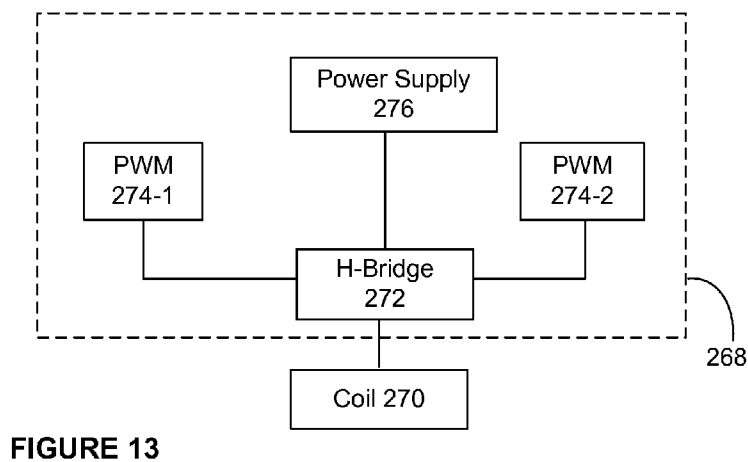 Power Supply
276
PWM
274-1
PWM
274-2
H-Bridge
272
268
Coil 270
FIGURE 13